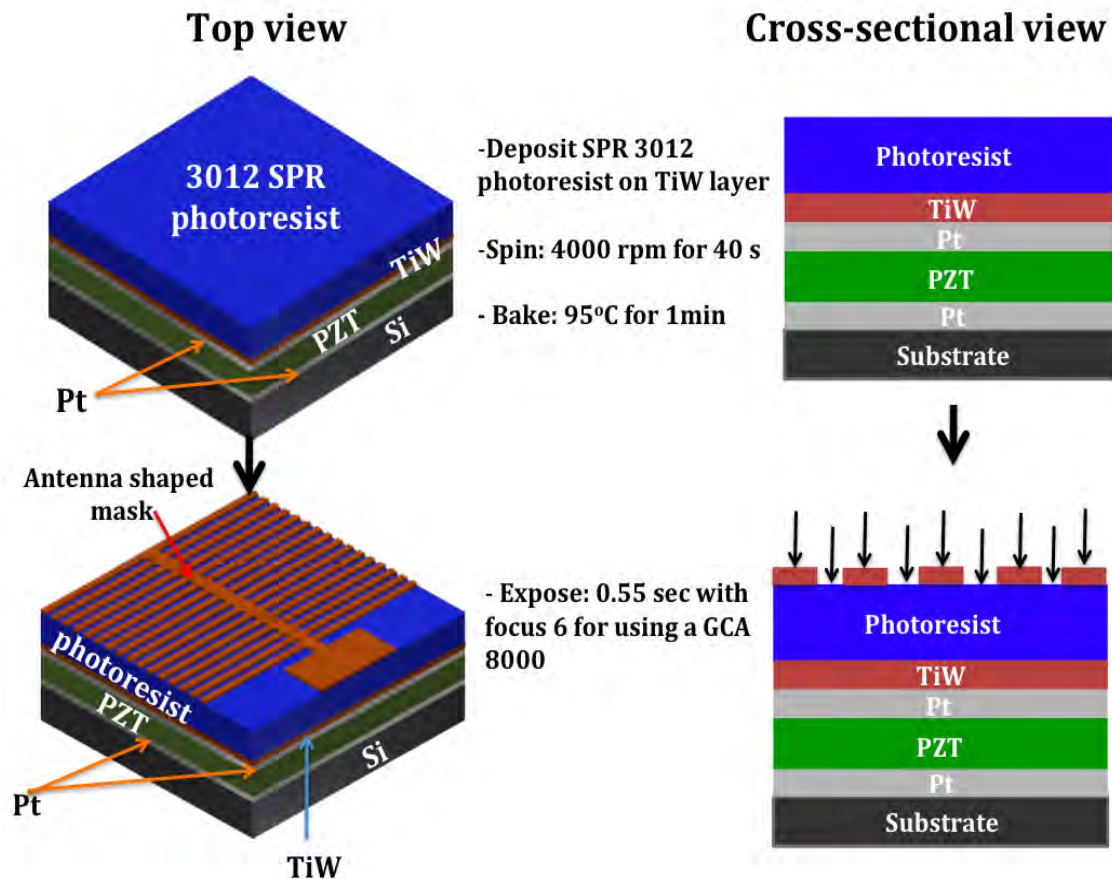 Top view
Cross-sectional view
3012 SPR
photoresist
TiW
PZT
Si
Pt
-Deposit SPR 3012
photoresist on TiW layer
-Spin: 4000 rpm for 40 s
- Bake: 95ºC for 1min
Photoresist
TiW
Pt
PZT
Pt
Substrate
Antenna shaped
mask
photoresist
PZT
Si
Pt
TiW
- Expose: 0.55 sec with
focus 6 for using a GCA
8000
Photoresist
TiW
Pt
PZT
Pt
Substrate